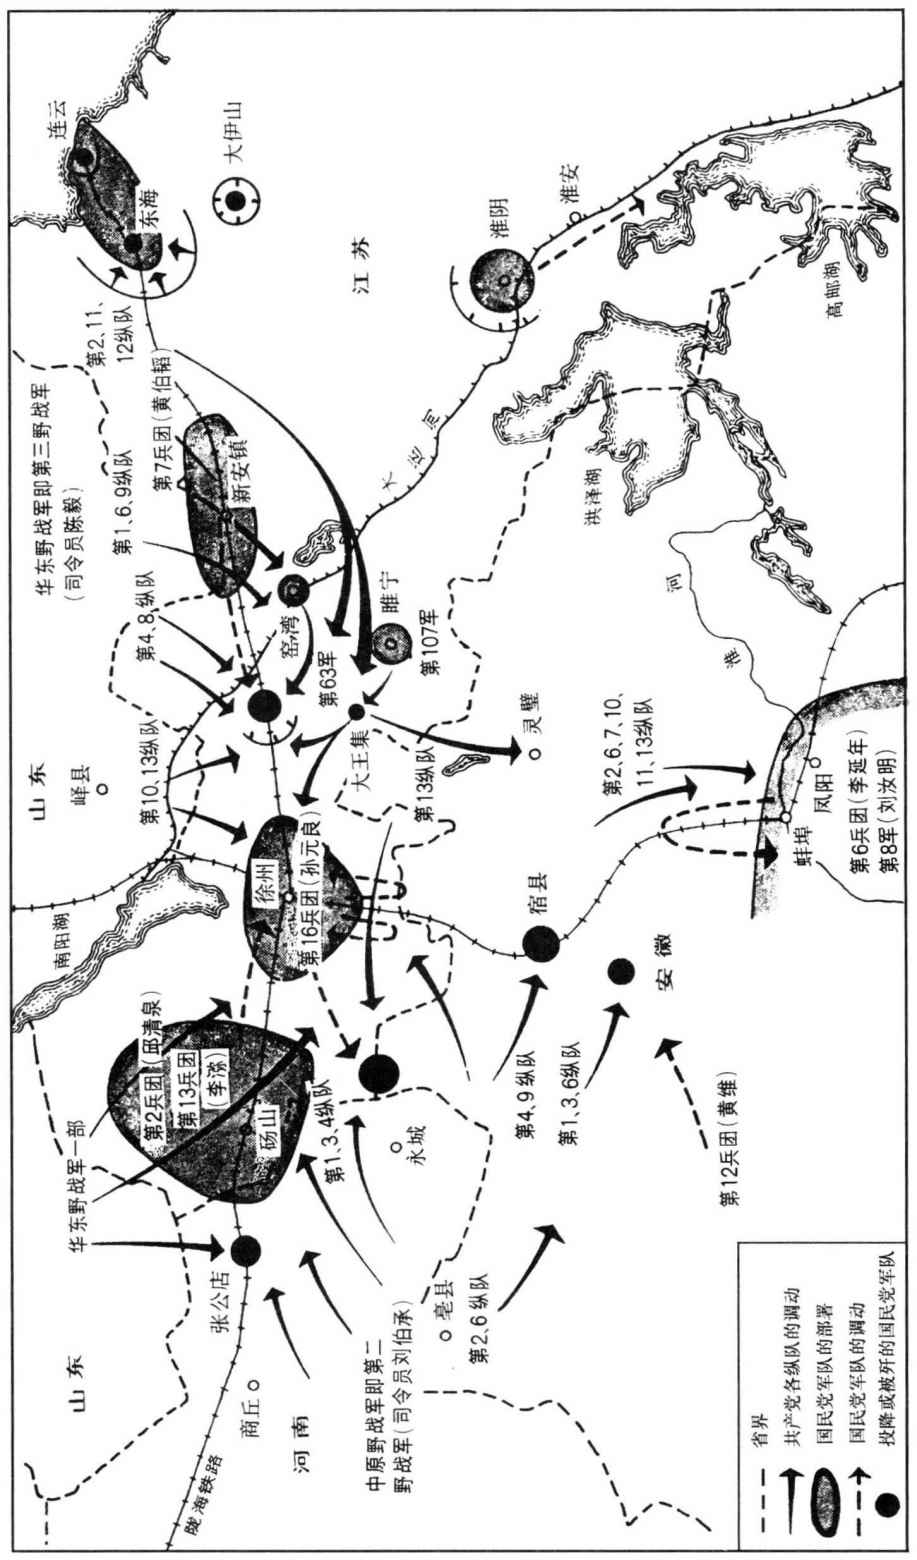 山东
商丘
陇海铁路
河南
张公店
华东野战军一部
第2兵团(邱清泉)
第13兵团
(李㳽)
砀山
第1、3、4纵队
永城
中原野战军即第二
野战军(司令员刘伯承)
亳县
第2、6纵队
第4、9纵队
第1、3、6纵队
第12兵团(黄维)
安徽
宿县
南阳湖
徐州
第16兵团(孙元良)
山东
峄县
第10、13纵队
第4、8、纵队
第1、6、9纵队
华东野战军即第三野战军
(司令员陈毅)
第7兵团(黄伯韬)
新安镇
窑湾
第63军
大王集
第13纵队
睢宁
第107军
灵璧
第2、6、7、10、
11、13纵队
蚌埠
凤阳
第6兵团(李延年)
第8军(刘汝明)
第2、11、
12纵队
连云
东海
大伊山
江苏
大运河
淮阴
淮安
洪泽湖
高邮湖
淮河
省界
共产党各纵队的调动
国民党军队的部署
国民党军队的调动
投降或被歼的国民党军队